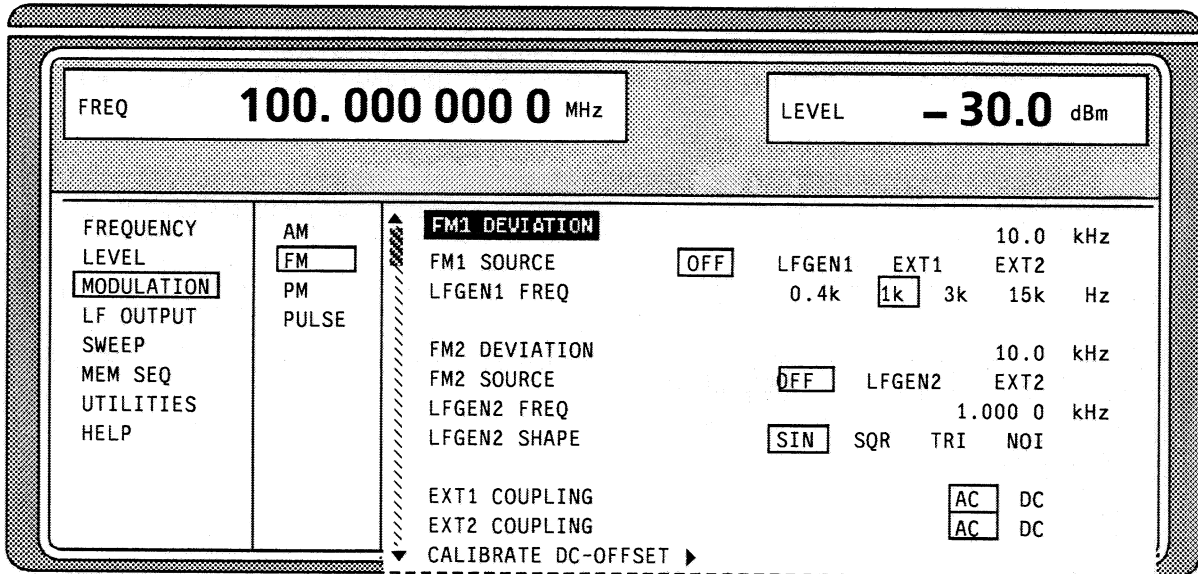 FREQ 100. 000 000 0 MHz LEVEL – 30.0 dBm
FREQUENCY
LEVEL
MODULATION
LF OUTPUT
SWEEP
MEM SEQ
UTILITIES
HELP
AM
FM
PM
PULSE
FM1 DEVIATION 10.0 kHz
FM1 SOURCE OFF LFGEN1 EXT1 EXT2
LFGEN1 FREQ 0.4k 1k 3k 15k Hz
FM2 DEVIATION 10.0 kHz
FM2 SOURCE OFF LFGEN2 EXT2
LFGEN2 FREQ 1.000 0 kHz
LFGEN2 SHAPE SIN SQR TRI NOI
EXT1 COUPLING AC DC
EXT2 COUPLING AC DC
CALIBRATE DC-OFFSET